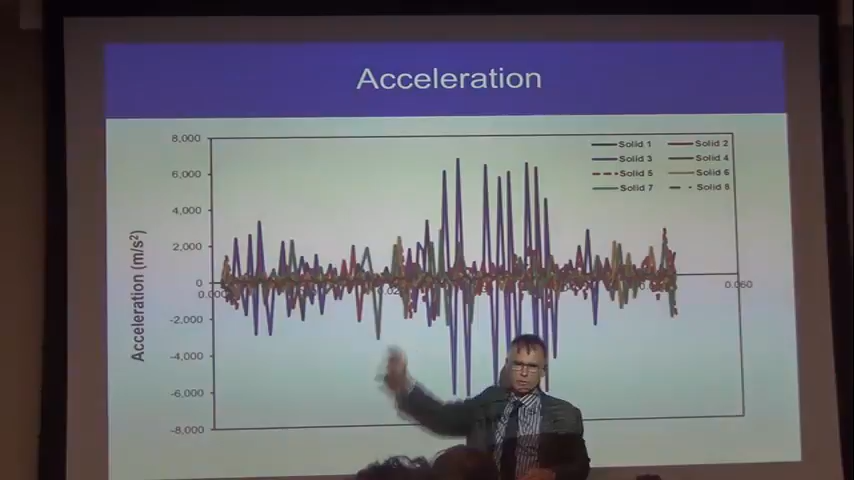 Acceleration
8,000
6,000
4,000
2,000
0
-2,000
-4,000
-6,000
-8,000
Acceleration (m/s²)
Solid 1
Solid 2
Solid 3
Solid 4
Solid 5
Solid 6
Solid 7
Solid 8
0.060